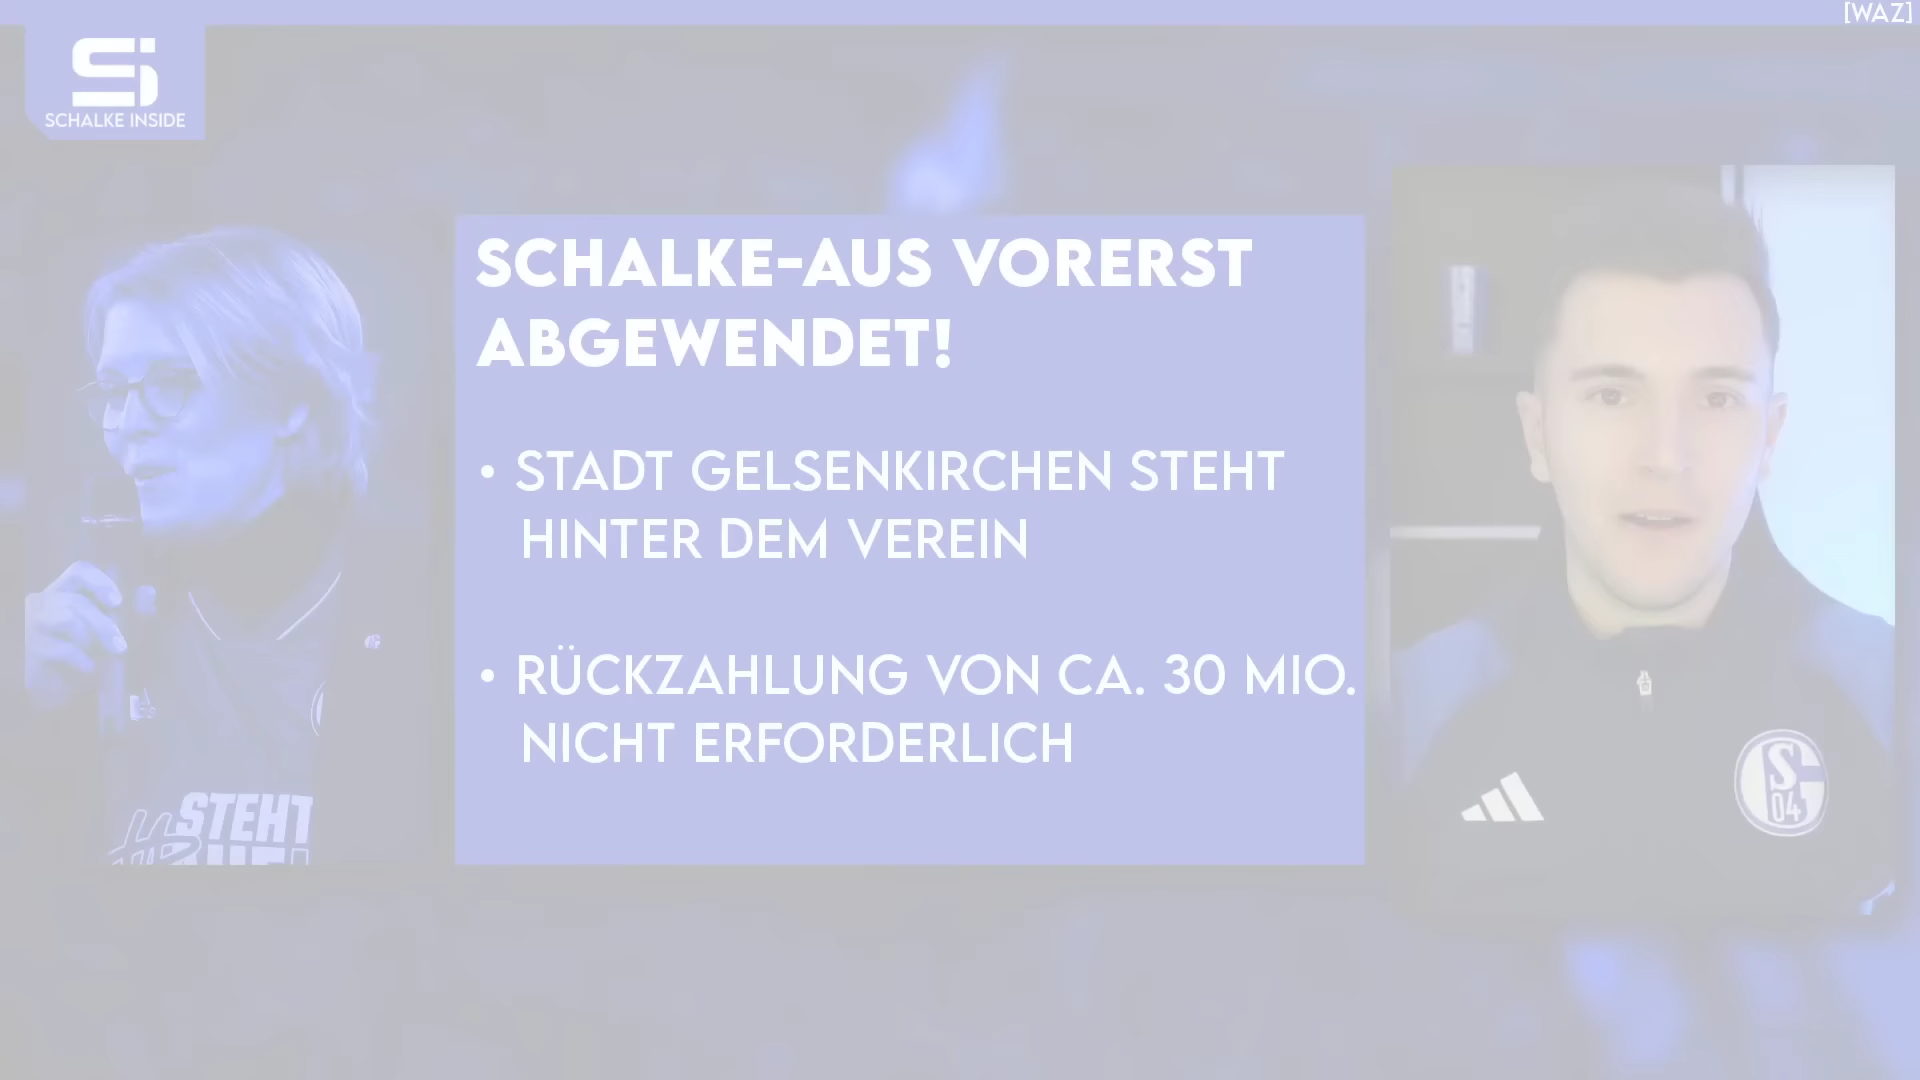 [WAZ]
SCHALKE INSIDE
SCHALKE-AUS VORERST
ABGEWENDET!
• STADT GELSENKIRCHEN STEHT
HINTER DEM VEREIN
• RÜCKZAHLUNG VON CA. 30 MIO.
NICHT ERFORDERLICH
#STEHT
S
04